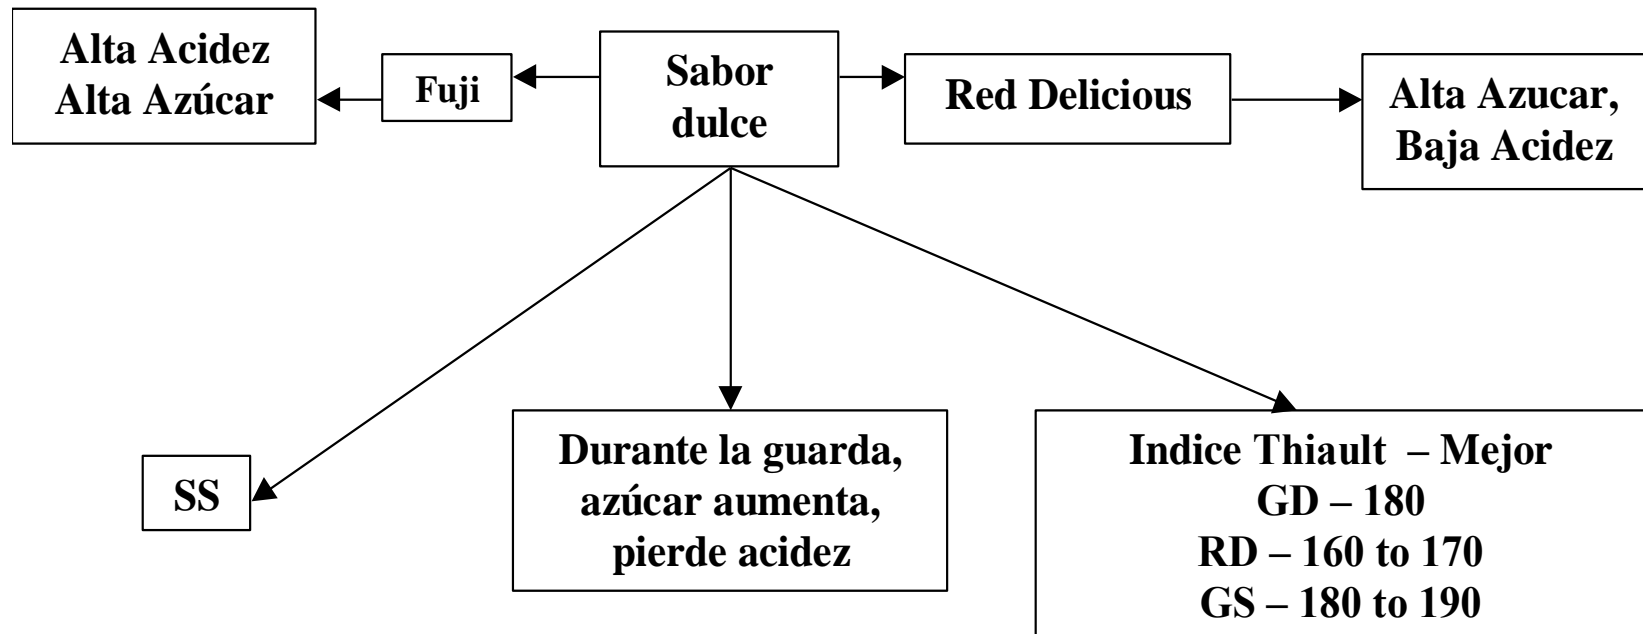 Alta Acidez
Alta Azúcar
Fuji
Sabor
dulce
Red Delicious
Alta Azucar,
Baja Acidez
SS
Durante la guarda,
azúcar aumenta,
pierde acidez
Indice Thiault – Mejor
GD – 180
RD – 160 to 170
GS – 180 to 190